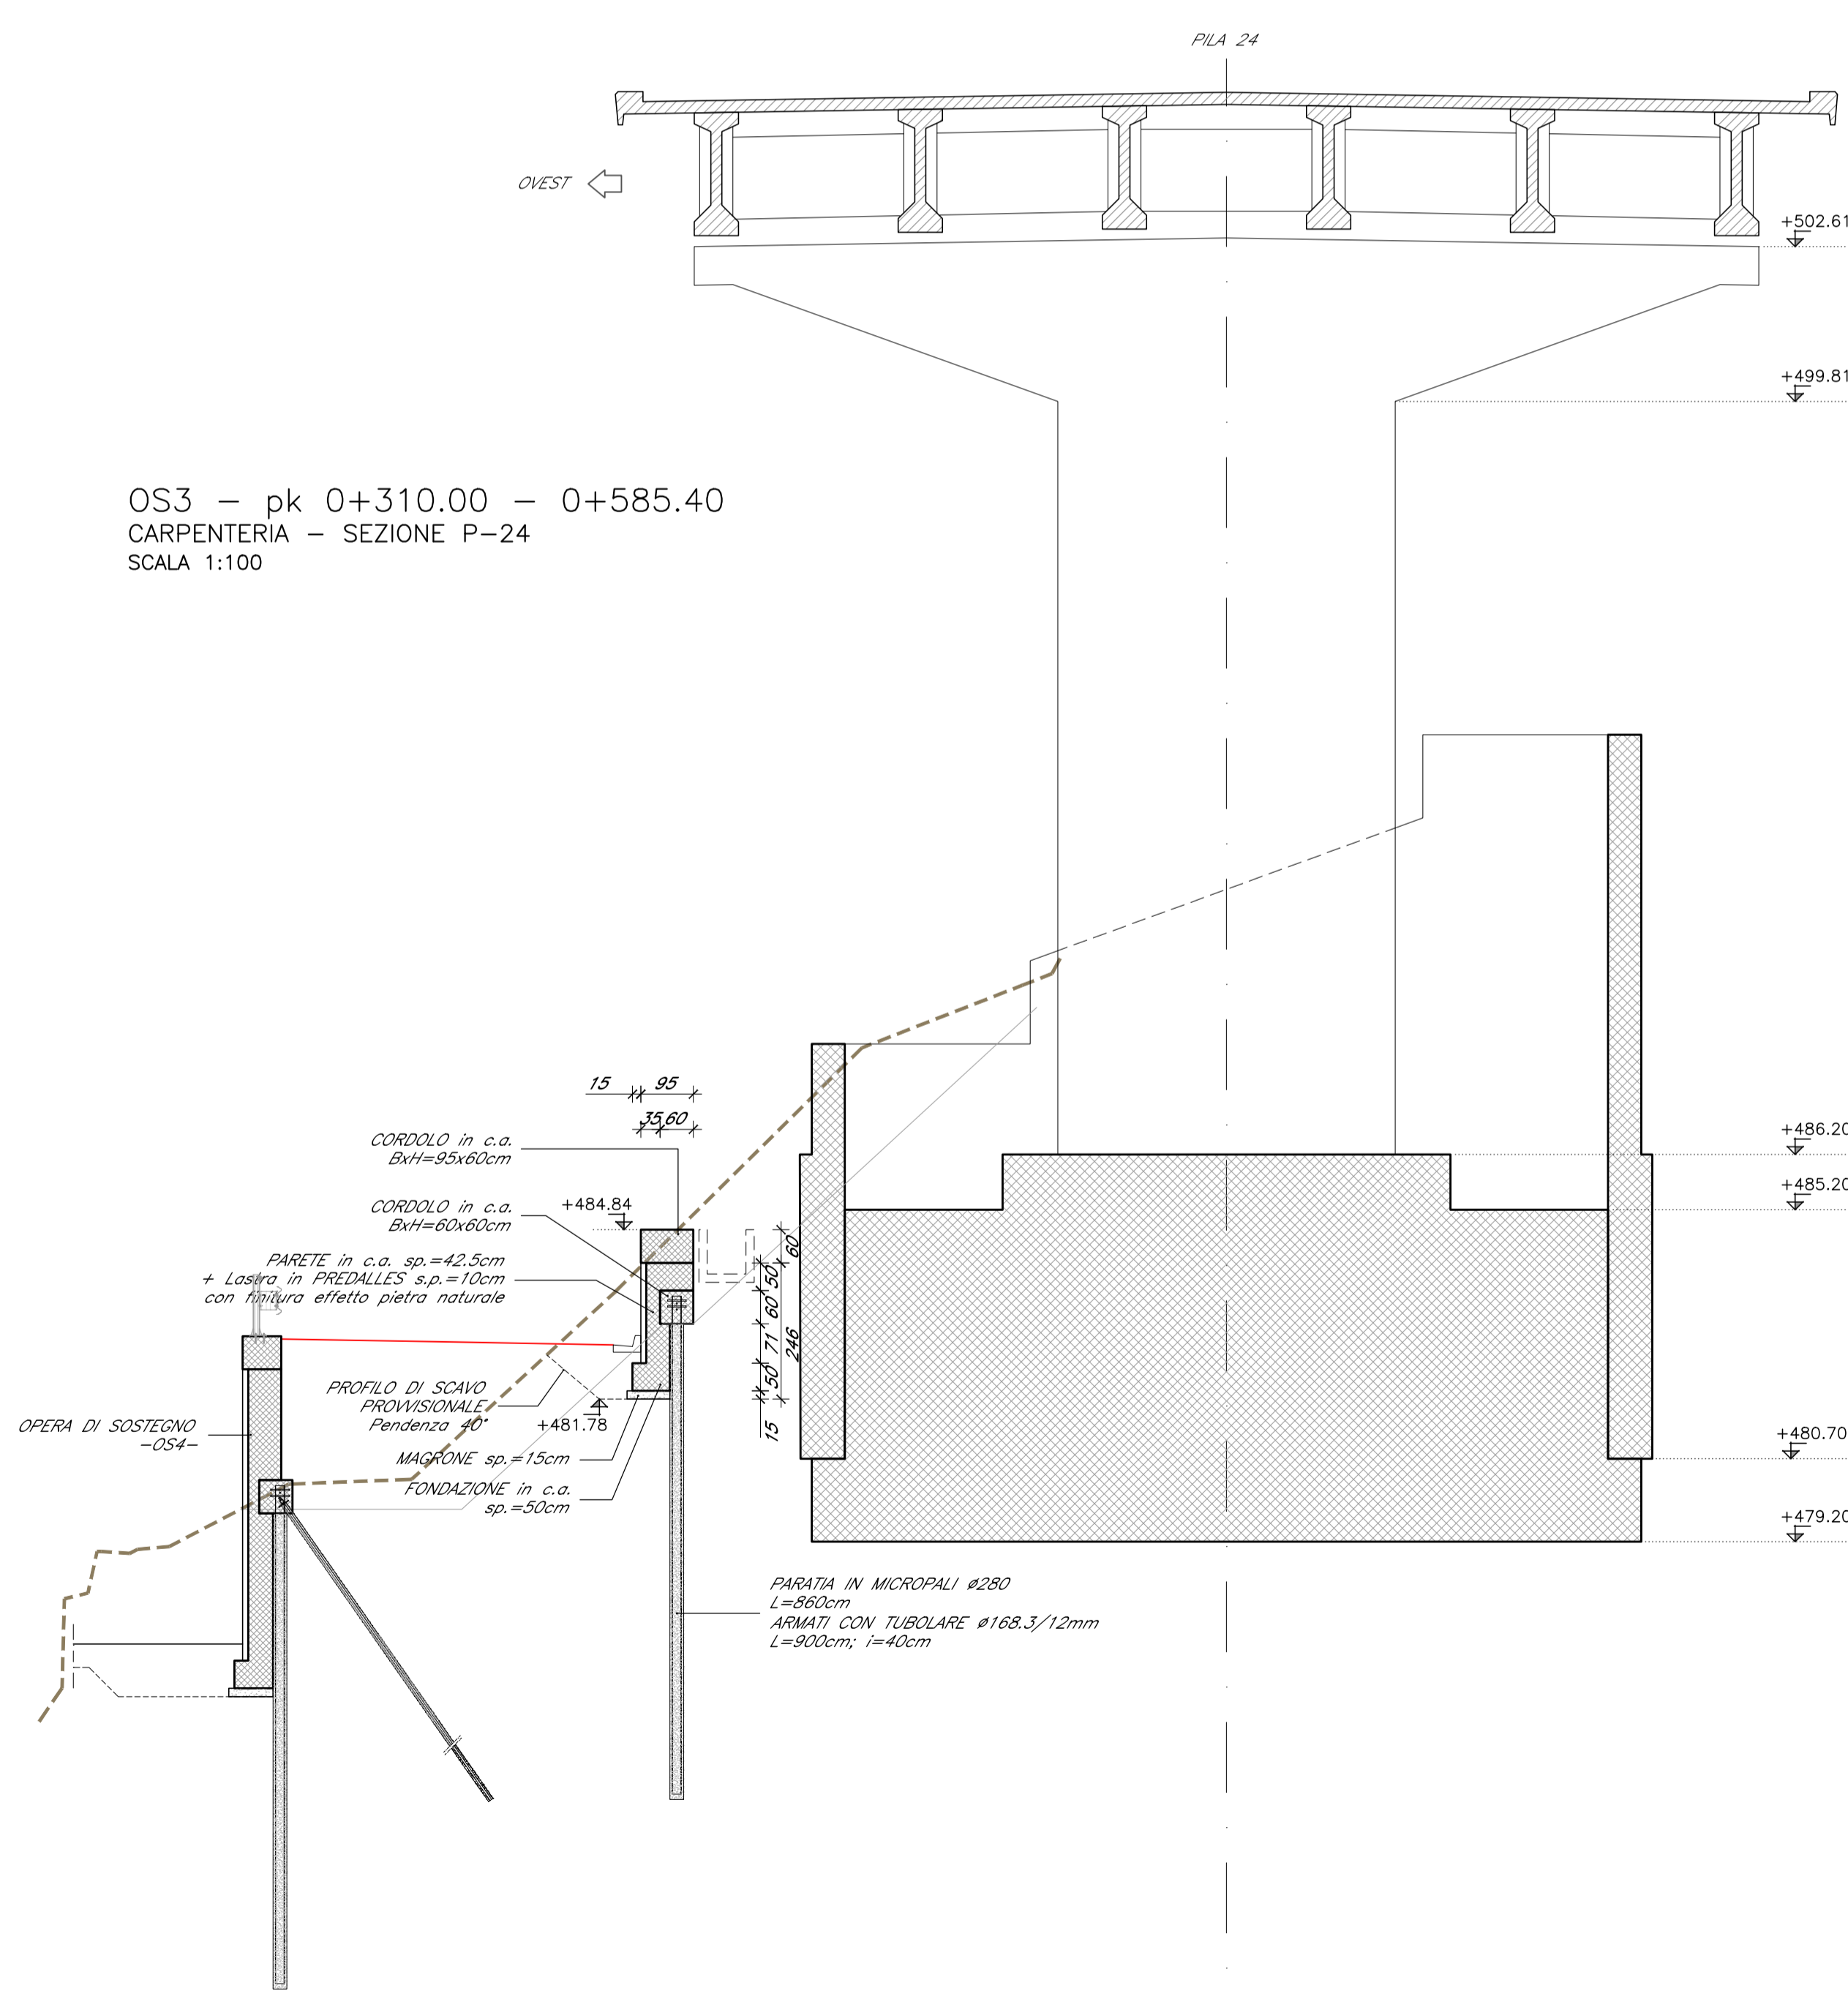 PILA 24
OVEST
+502.61
+499.81
OS3 - pk 0+310.00 - 0+585.40
CARPENTERIA - SEZIONE P-24
SCALA 1:100
15
95
35
60
CORDOLO in c.a.
BxH=95x60cm
+486.20
CORDOLO in c.a.
BxH=60x60cm
+484.84
+485.20
PARETE in c.a. sp.=42.5cm
+ Lastra in PREDALLES s.p.=10cm
con finitura effetto pietra naturale
60
50
60
71
246
50
15
PROFILO DI SCAVO
PROVVISIONALE
Pendenza 40°
+481.78
OPERA DI SOSTEGNO
-OS4-
MAGRONE sp.=15cm
FONDAZIONE in c.a.
sp.=50cm
+480.70
+479.20
PARATIA IN MICROPALI ø280
L=860cm
ARMATI CON TUBOLARE ø168.3/12mm
L=900cm; i=40cm